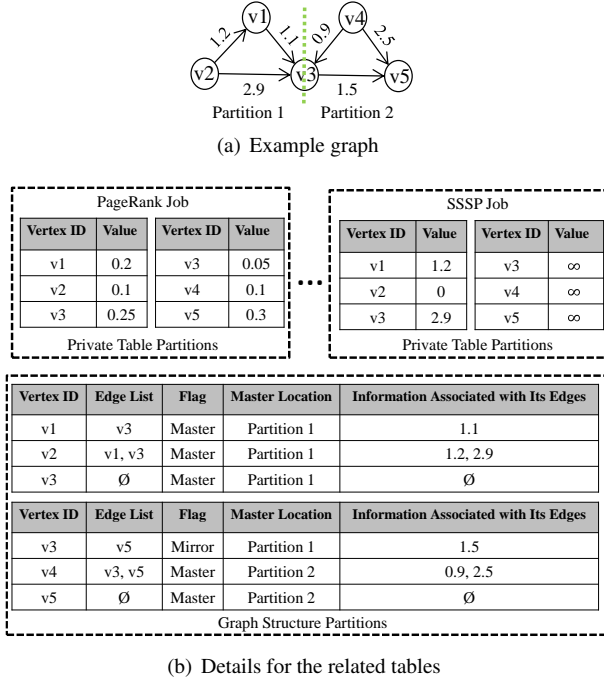 v1 v4
1.2 1.1 0.9 2.5
v2 v3 v5
2.9 1.5
Partition 1 Partition 2
(a) Example graph
PageRank Job
Vertex ID Value Vertex ID Value
v1 0.2 v3 0.05
v2 0.1 v4 0.1
v3 0.25 v5 0.3
Private Table Partitions
...
SSSP Job
Vertex ID Value Vertex ID Value
v1 1.2 v3 ∞
v2 0 v4 ∞
v3 2.9 v5 ∞
Private Table Partitions
Vertex ID Edge List Flag Master Location Information Associated with Its Edges
v1 v3 Master Partition 1 1.1
v2 v1, v3 Master Partition 1 1.2, 2.9
v3 Ø Master Partition 1 Ø
Vertex ID Edge List Flag Master Location Information Associated with Its Edges
v3 v5 Mirror Partition 1 1.5
v4 v3, v5 Master Partition 2 0.9, 2.5
v5 Ø Master Partition 2 Ø
Graph Structure Partitions
(b) Details for the related tables